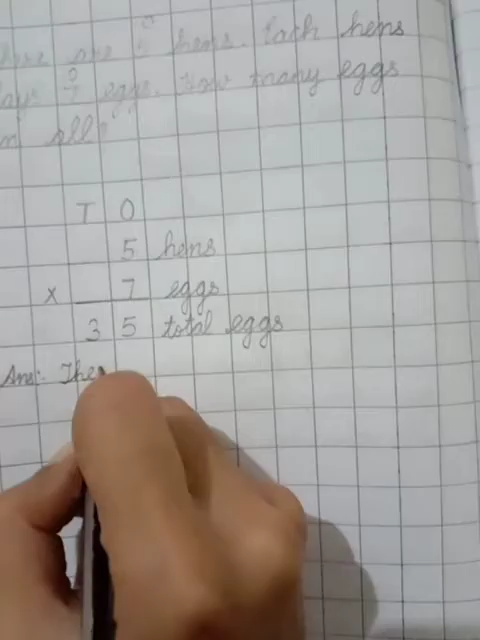 are 5 hens. Each hens
O
lays 7 eggs. How many eggs
in all?
T O
5 hens
x 7 eggs
3 5 total eggs
Ans:- The